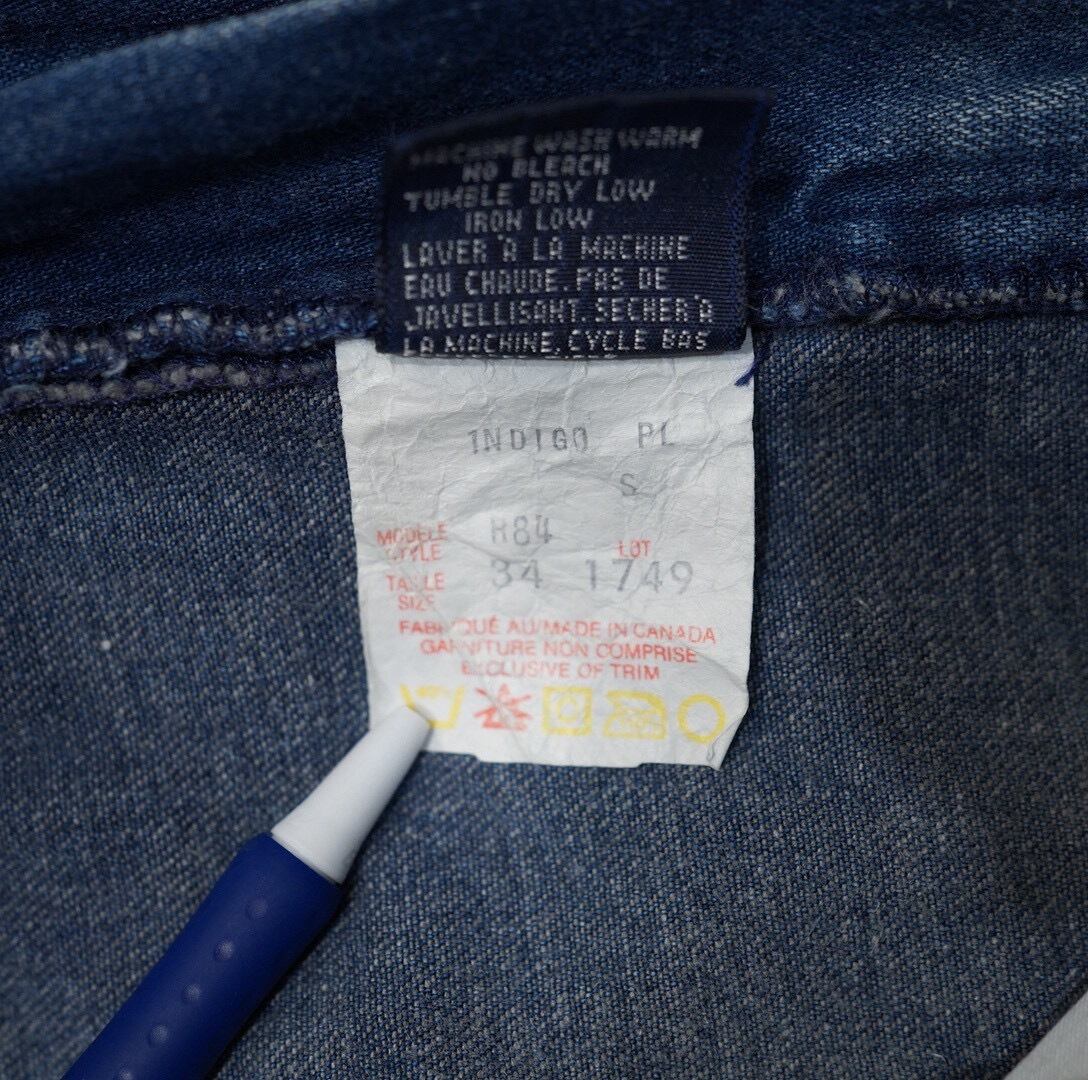 MACHINE WASH WARM
NO BLEACH
TUMBLE DRY LOW
IRON LOW
LAVER À LA MACHINE
EAU CHAUDE.PAS DE
JAVELLISANT.SECHER À
LA MACHINE.CYCLE BAS
INDIGO PL
S
MODÈLE R84
STYLE LOT
TAILLE 34 1749
SIZE
FABRIQUÉ AU/MADE IN CANADA
GARNITURE NON COMPRISE
EXCLUSIVE OF TRIM